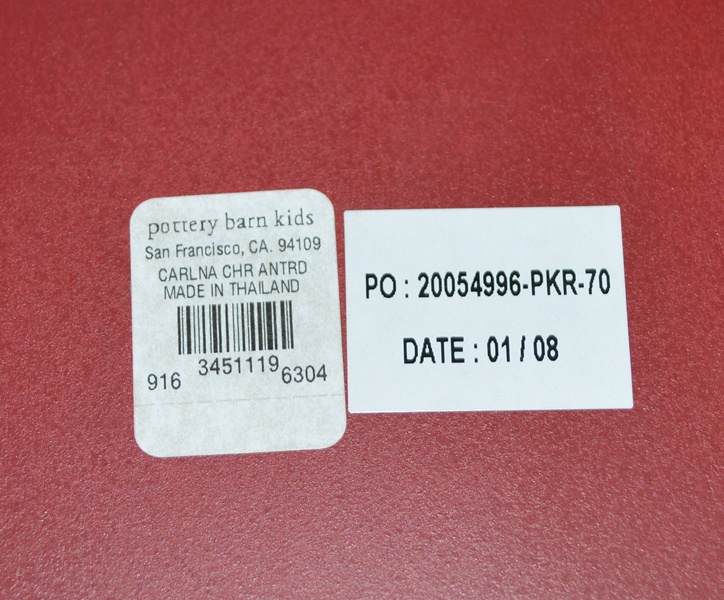 pottery barn kids
San Francisco, CA. 94109
CARLNA CHR ANTRD
MADE IN THAILAND
916 3451119 6304
PO : 20054996-PKR-70
DATE : 01 / 08